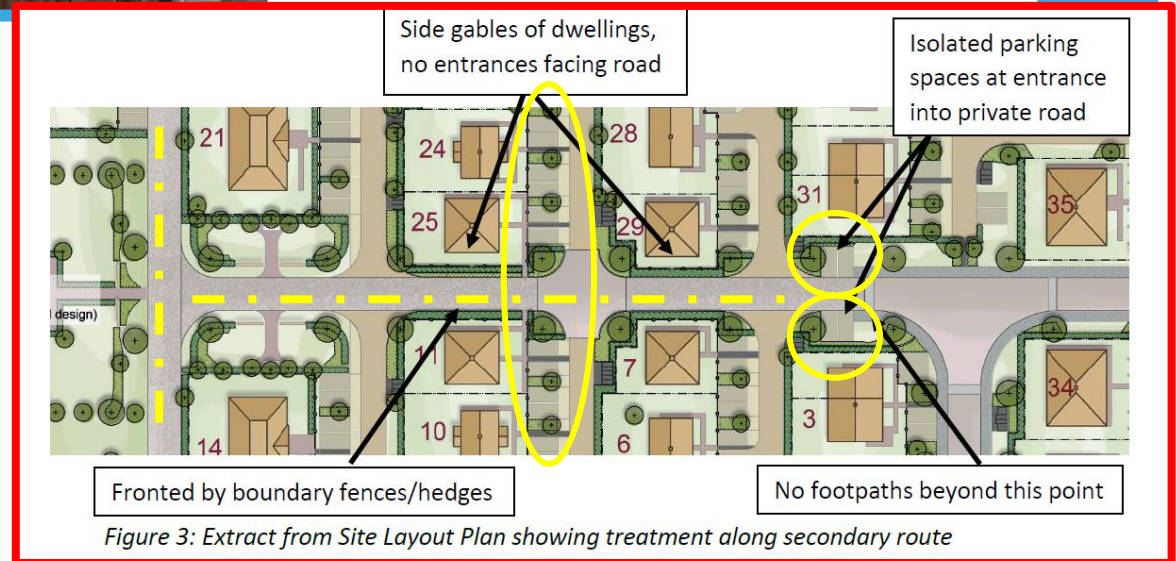 Side gables of dwellings,
no entrances facing road
Isolated parking
spaces at entrance
into private road
21
24
28
31
35
25
29
l design)
11
7
14
10
6
3
34
Fronted by boundary fences/hedges
No footpaths beyond this point
Figure 3: Extract from Site Layout Plan showing treatment along secondary route